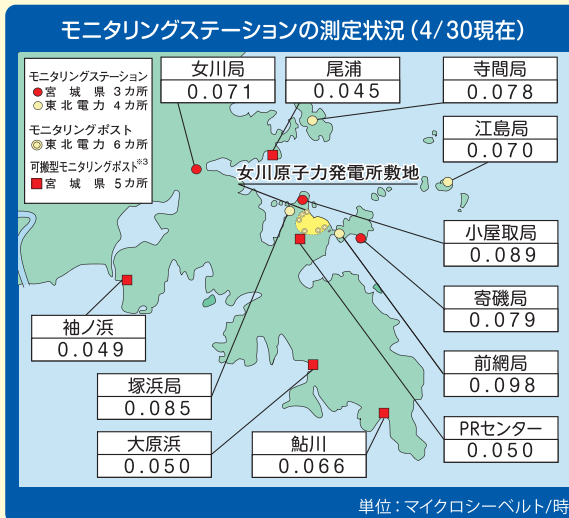 モニタリングステーションの測定状況（4/30現在）
モニタリングステーション
宮城県 3カ所
東北電力 4カ所
モニタリングポスト
東北電力 6カ所
可搬型モニタリングポスト※3
宮城県 5カ所
女川局
0.071
尾浦
0.045
寺間局
0.078
江島局
0.070
女川原子力発電所敷地
小屋取局
0.089
寄磯局
0.079
前網局
0.098
PRセンター
0.050
袖ノ浜
0.049
塚浜局
0.085
大原浜
0.050
鮎川
0.066
単位：マイクロシーベルト/時